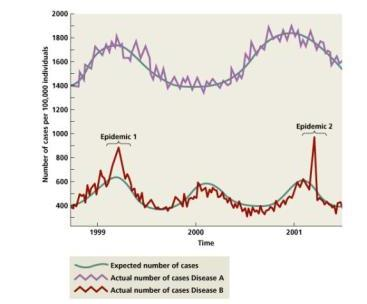 2000
1800
1600
1400
1200
1000
800
600
400
Number of cases per 100,000 individuals
Epidemic 1
Epidemic 2
1999
2000
2001
Time
Expected number of cases
Actual number of cases Disease A
Actual number of cases Disease B